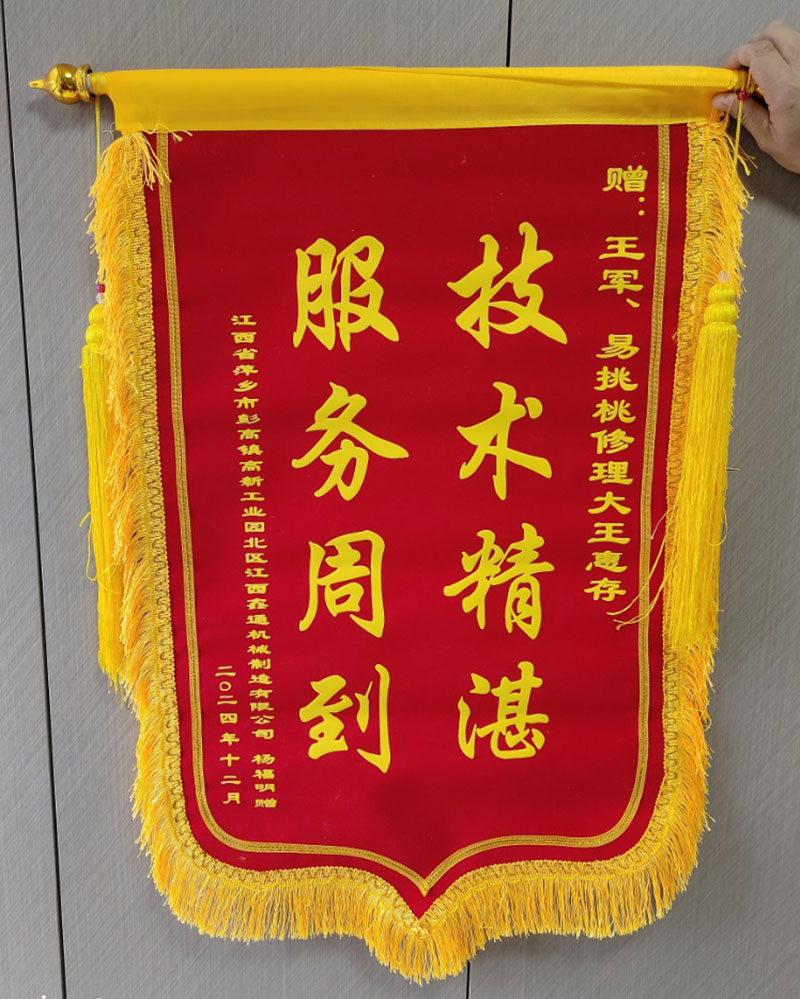 赠：王军、易挑桃修理大王惠存
技术精湛
服务周到
江西省萍乡市彭高镇高新工业园北区江西鑫通机械制造有限公司 杨福明赠
二〇二四年十二月